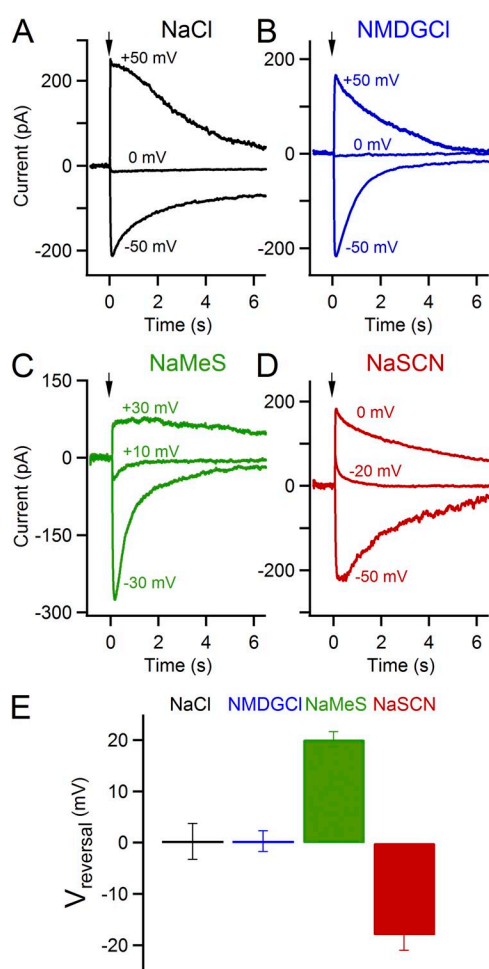 A NaCl
+50 mV
0 mV
-50 mV
200
0
-200
Current (pA)
0 2 4 6
Time (s)
B NMDGCl
+50 mV
0 mV
-50 mV
200
100
0
-100
-200
0 2 4 6
Time (s)
C NaMeS
+30 mV
+10 mV
-30 mV
150
0
-150
-300
Current (pA)
0 2 4 6
Time (s)
D NaSCN
0 mV
-20 mV
-50 mV
200
100
0
-100
-200
0 2 4 6
Time (s)
E
NaCl NMDGCl NaMeS NaSCN
20
10
0
-10
-20
Vreversal (mV)